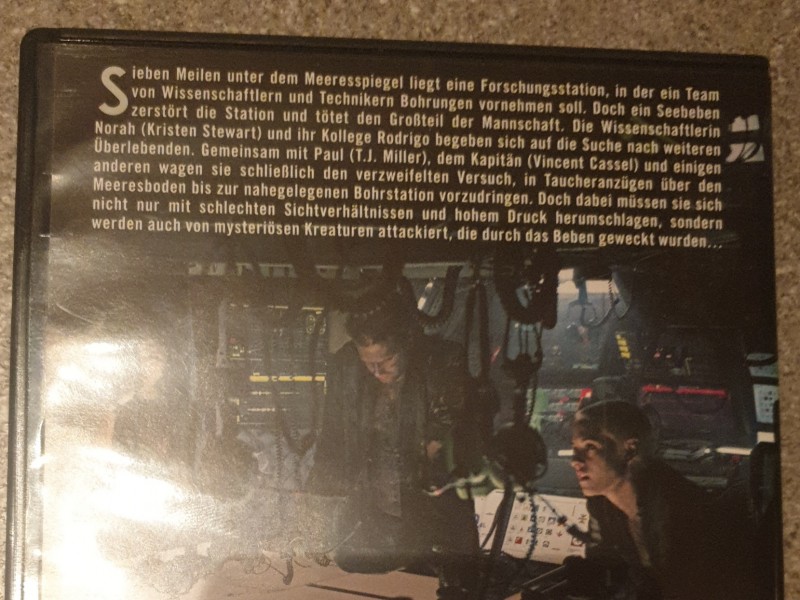 Sieben Meilen unter dem Meeresspiegel liegt eine Forschungsstation, in der ein Team
von Wissenschaftlern und Technikern Bohrungen vornehmen soll. Doch ein Seebeben
zerstört die Station und tötet den Großteil der Mannschaft. Die Wissenschaftlerin
Norah (Kristen Stewart) und ihr Kollege Rodrigo begeben sich auf die Suche nach weiteren
Überlebenden. Gemeinsam mit Paul (T.J. Miller), dem Kapitän (Vincent Cassel) und einigen
anderen wagen sie schließlich den verzweifelten Versuch, in Taucheranzügen über den
Meeresboden bis zur nahegelegenen Bohrstation vorzudringen. Doch dabei müssen sie sich
nicht nur mit schlechten Sichtverhältnissen und hohem Druck herumschlagen, sondern
werden auch von mysteriösen Kreaturen attackiert, die durch das Beben geweckt wurden...